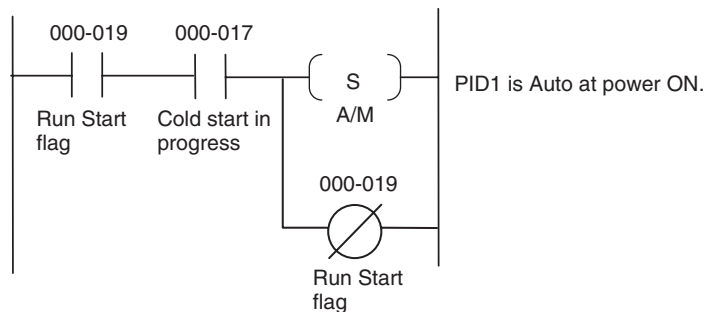 000-019
000-017
S
PID1 is Auto at power ON.
Run Start
flag
Cold start in
progress
A/M
000-019
Run Start
flag